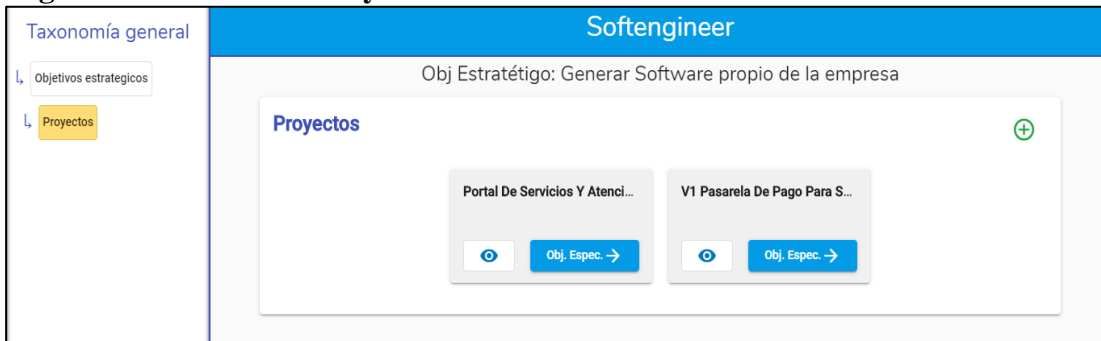 Taxonomía general
Objetivos estrategicos
Proyectos
Softengineer
Obj Estratétigo: Generar Software propio de la empresa
Proyectos
Portal De Servicios Y Atenci...
Obj. Espec.
V1 Pasarela De Pago Para S...
Obj. Espec.